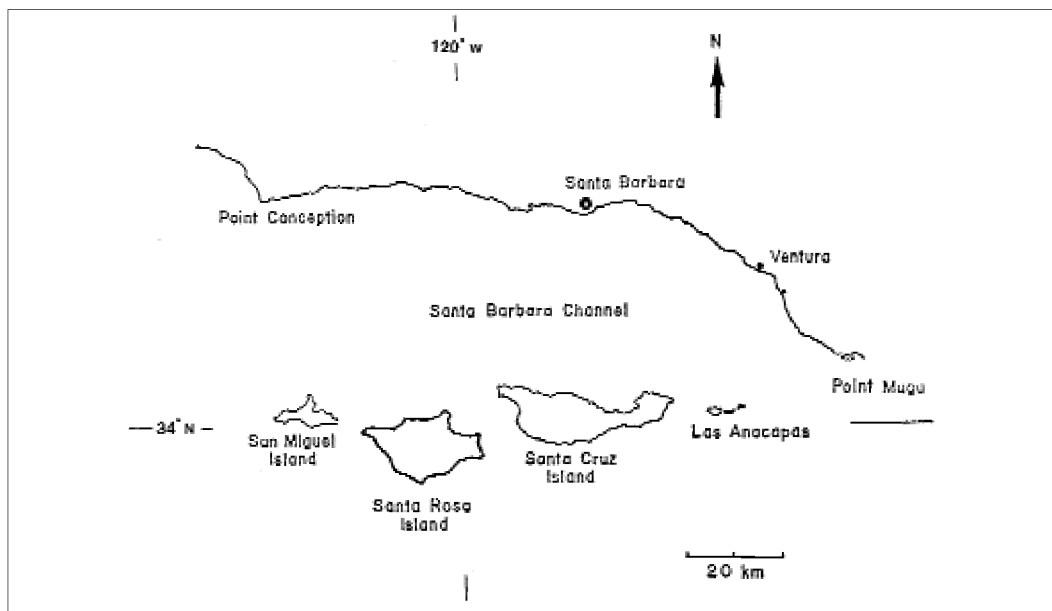 120° W
N
Santa Barbara
Point Conception
Ventura
Santa Barbara Channel
Point Mugu
34° N
San Miguel
Island
Santa Cruz
Island
Las Anacapas
Santa Rosa
Island
20 km